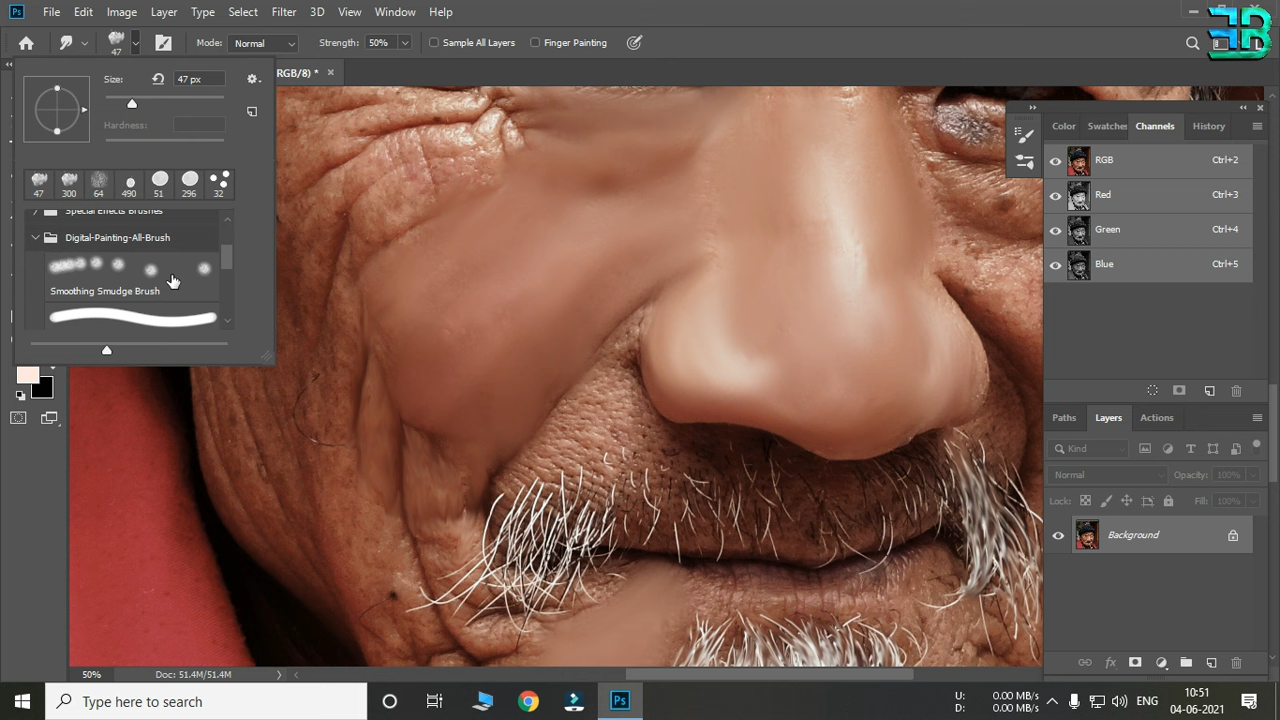 Ps File Edit Image Layer Type Select Filter 3D View Window Help
47 Mode: Normal Strength: 50% Sample All Layers Finger Painting
RGB/8) * ×
Size: 47 px
Hardness:
47 300 64 490 51 296 32
Special Effects Brushes
Digital-Painting-All-Brush
Smoothing Smudge Brush
Color Swatches Channels History
RGB Ctrl+2
Red Ctrl+3
Green Ctrl+4
Blue Ctrl+5
Paths Layers Actions
Kind
Normal Opacity: 100%
Lock: Fill: 100%
Background
50% Doc: 51.4M/51.4M
Type here to search
Ps
U: 0.00 MB/s
D: 0.00 MB/s
ENG
10:51
04-06-2021